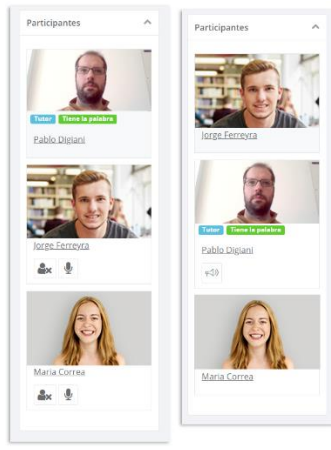 Participantes
Tutor Tiene la palabra
Pablo Digiani
Jorge Ferreyra
Maria Correa
Participantes
Jorge Ferreyra
Tutor Tiene la palabra
Pablo Digiani
Maria Correa